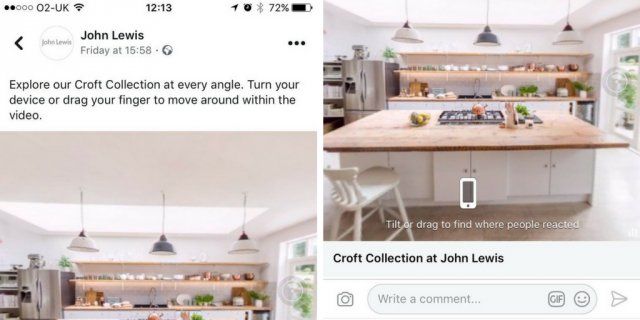 O2-UK 12:13 72%
John Lewis
John Lewis
Friday at 15:58 ·
Explore our Croft Collection at every angle. Turn your
device or drag your finger to move around within the
video.
Tilt or drag to find where people reacted
Croft Collection at John Lewis
Write a comment...
GIF